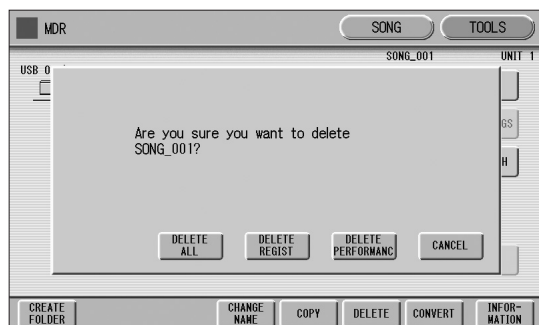 MDR
SONG
TOOLS
SONG_001
UNIT 1
USB 0
GS
H
Are you sure you want to delete
SONG_001?
DELETE
ALL
DELETE
REGIST
DELETE
PERFORMANC
CANCEL
CREATE
FOLDER
CHANGE
NAME
COPY
DELETE
CONVERT
INFOR-
MATION